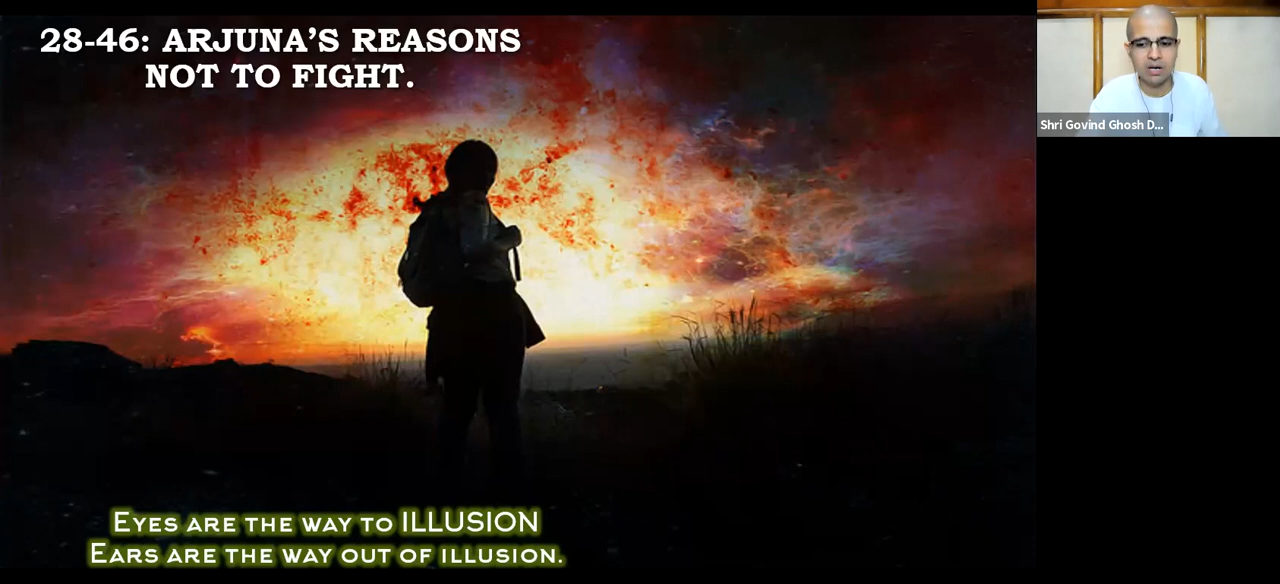 28-46: ARJUNA'S REASONS
NOT TO FIGHT.
Shri Govind Ghosh D...
EYES ARE THE WAY TO ILLUSION
EARS ARE THE WAY OUT OF ILLUSION.